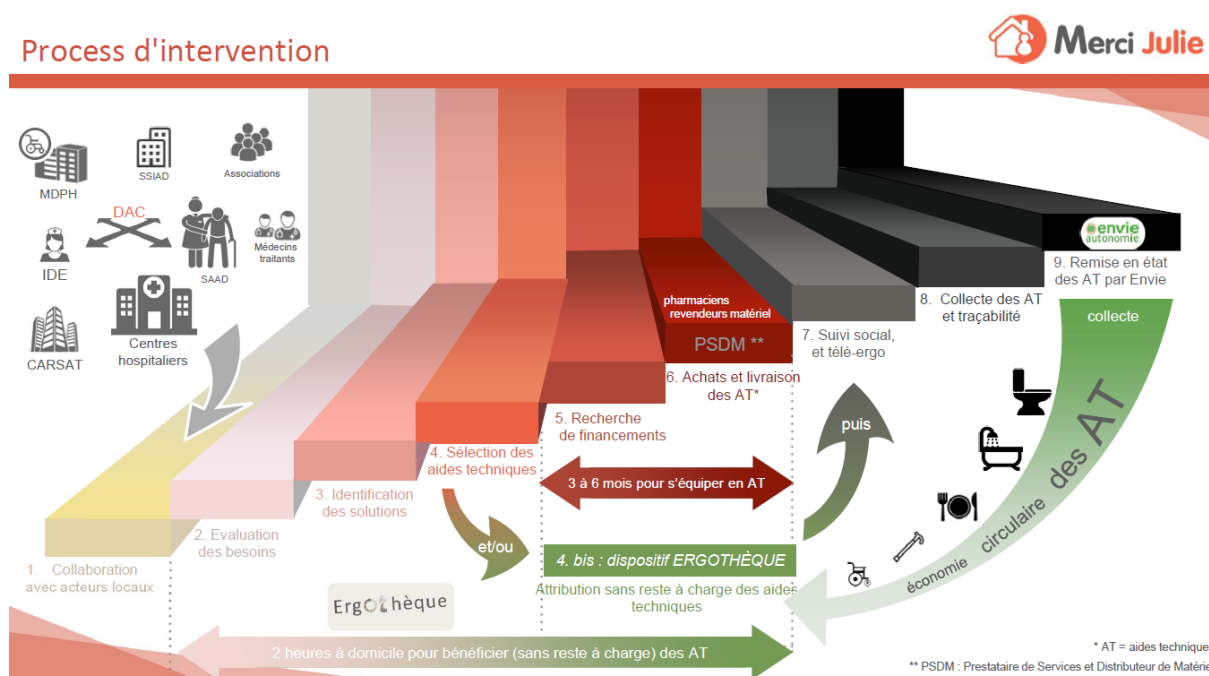 Process d'intervention
Merci Julie
MDPH
SSIAD
Associations
DAC
IDE
SAAD
Médecins
traitants
CARSAT
Centres
hospitaliers
1. Collaboration
avec acteurs locaux
2. Evaluation
des besoins
3. Identification
des solutions
4. Sélection des
aides techniques
5. Recherche
de financements
pharmaciens
revendeurs matériel
PSDM **
6. Achats et livraison
des AT*
7. Suivi social,
et télé-ergo
8. Collecte des AT
et traçabilité
envie
autonomie
9. Remise en état
des AT par Envie
collecte
économie circulaire des AT
puis
3 à 6 mois pour s'équiper en AT
et/ou
4. bis : dispositif ERGOTHÈQUE
Attribution sans reste à charge des aides
techniques
Ergothèque
2 heures à domicile pour bénéficier (sans reste à charge) des AT
* AT = aides technique
** PSDM : Prestataire de Services et Distributeur de Matérie